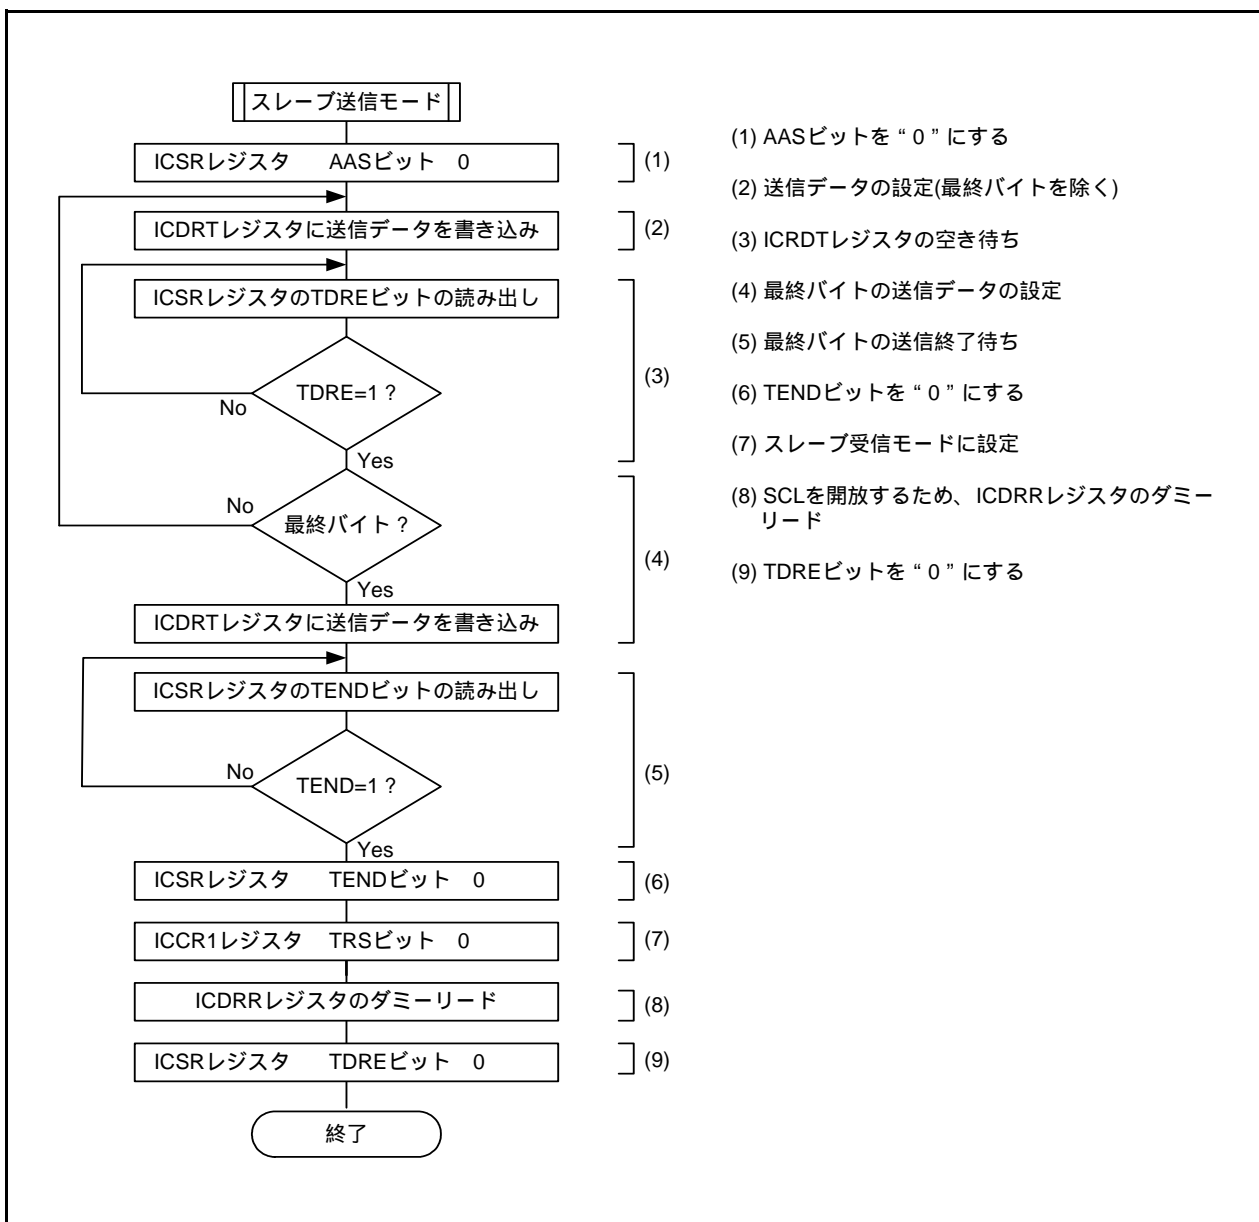 スレーブ送信モード
ICSRレジスタ AASビット 0
(1)
ICDRTレジスタに送信データを書き込み
(2)
ICSRレジスタのTDREビットの読み出し
TDRE=1 ?
No
Yes
(3)
最終バイト ?
No
Yes
ICDRTレジスタに送信データを書き込み
(4)
ICSRレジスタのTENDビットの読み出し
TEND=1 ?
No
Yes
(5)
ICSRレジスタ TENDビット 0
(6)
ICCR1レジスタ TRSビット 0
(7)
ICDRRレジスタのダミーリード
(8)
ICSRレジスタ TDREビット 0
(9)
終了
(1) AASビットを “ 0 ” にする
(2) 送信データの設定(最終バイトを除く)
(3) ICRDTレジスタの空き待ち
(4) 最終バイトの送信データの設定
(5) 最終バイトの送信終了待ち
(6) TENDビットを “ 0 ” にする
(7) スレーブ受信モードに設定
(8) SCLを開放するため、ICDRRレジスタのダミー
リード
(9) TDREビットを “ 0 ” にする